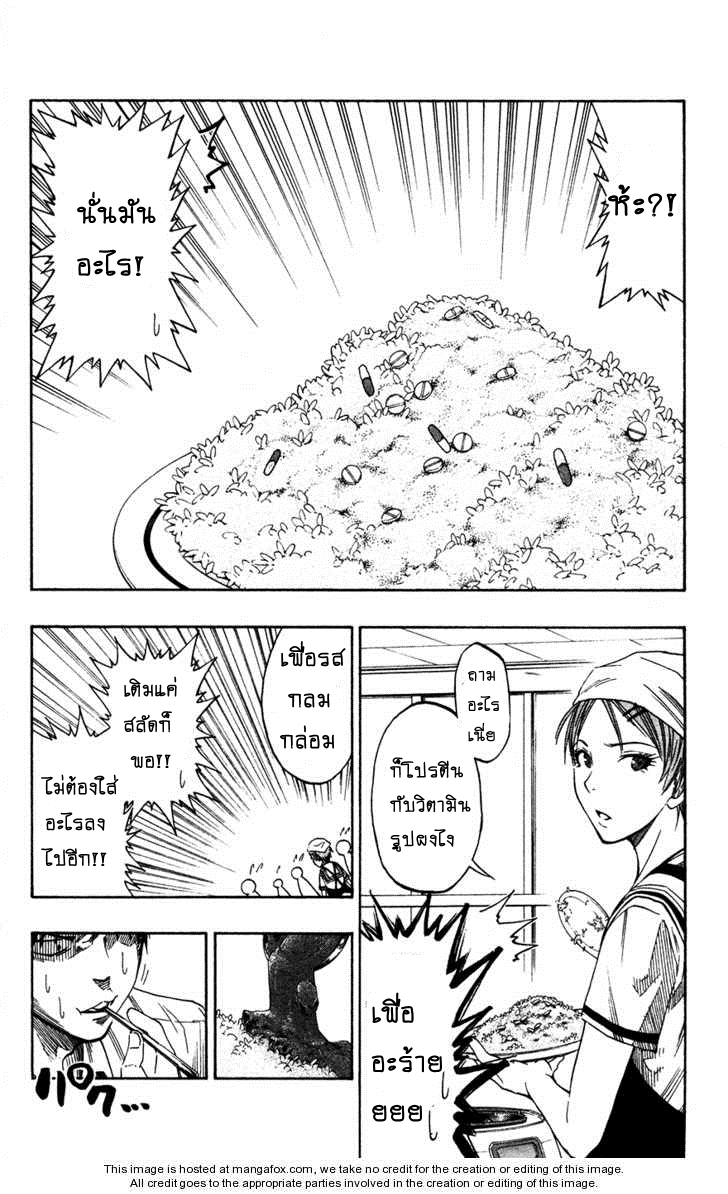 ห้ะ?!
นั่นมัน
อะไร!
ถาม
อะไร
เนี่ย
ก็โปรตีน
กับวิตามิน
รูปผงไง
เพื่อ
อะร้าย
ยยย
เพื่อรส
กลม
กล่อม
เติมแค่
สลัดก็
พอ!!
ไม่ต้องใส่
อะไรลง
ไปอีก!!
パク...
This image is hosted at mangafox.com, we take no credit for the creation or editing of this image.
All credit goes to the appropriate parties involved in the creation or editing of this image.